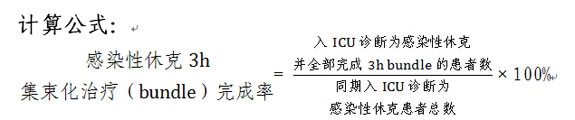 计算公式：
感染性休克 3h
集束化治疗（bundle）完成率
=
入 ICU 诊断为感染性休克
并全部完成 3h bundle 的患者数
同期入 ICU 诊断为
感染性休克患者总数
× 100%